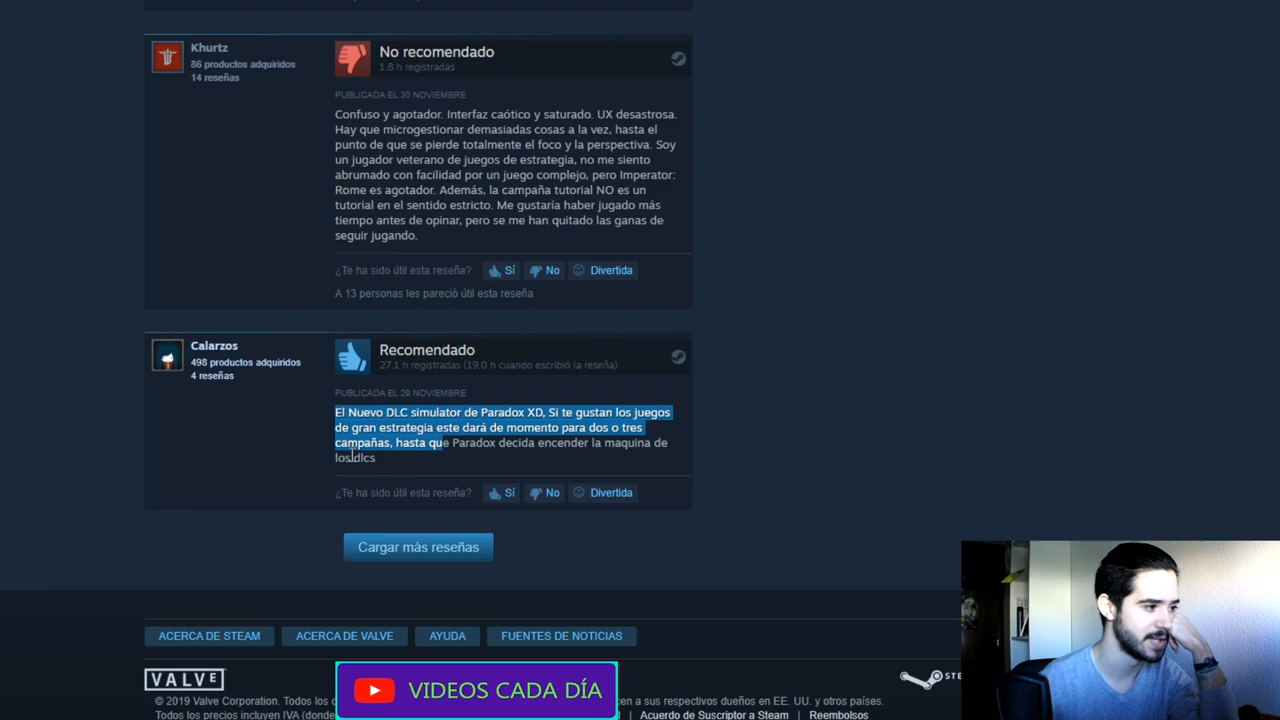 Khurtz
86 productos adquiridos
14 reseñas
No recomendado
1.8 h registradas
PUBLICADA EL 30 NOVIEMBRE
Confuso y agotador. Interfaz caótico y saturado. UX desastrosa.
Hay que microgestionar demasiadas cosas a la vez, hasta el
punto de que se pierde totalmente el foco y la perspectiva. Soy
un jugador veterano de juegos de estrategia, no me siento
abrumado con facilidad por un juego complejo, pero Imperator:
Rome es agotador. Además, la campaña tutorial NO es un
tutorial en el sentido estricto. Me gustaría haber jugado más
tiempo antes de opinar, pero se me han quitado las ganas de
seguir jugando.
¿Te ha sido útil esta reseña? Sí No Divertida
A 13 personas les pareció útil esta reseña
Calarzos
498 productos adquiridos
4 reseñas
Recomendado
27.1 h registradas (19.0 h cuando escribió la reseña)
PUBLICADA EL 29 NOVIEMBRE
El Nuevo DLC simulator de Paradox XD, Si te gustan los juegos
de gran estrategia este dará de momento para dos o tres
campañas, hasta que Paradox decida encender la maquina de
los dlcs
¿Te ha sido útil esta reseña? Sí No Divertida
Cargar más reseñas
ACERCA DE STEAM ACERCA DE VALVE AYUDA FUENTES DE NOTICIAS
VALVE
VIDEOS CADA DÍA
© 2019 Valve Corporation. Todos los
cen a sus respectivos dueños en EE. UU. y otros países.
Todos los precios incluyen IVA (donde
Acuerdo de Suscriptor a Steam | Reembolsos